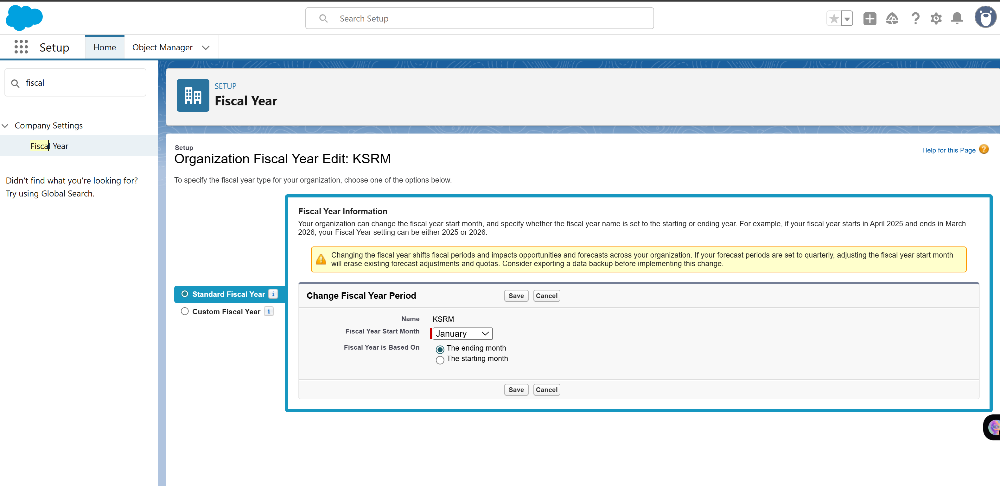 Search Setup
Setup
Home
Object Manager
fiscal
Company Settings
Fiscal Year
Didn't find what you're looking for?
Try using Global Search.
SETUP
Fiscal Year
Setup
Organization Fiscal Year Edit: KSRM
Help for this Page
To specify the fiscal year type for your organization, choose one of the options below.
Standard Fiscal Year
Custom Fiscal Year
Fiscal Year Information
Your organization can change the fiscal year start month, and specify whether the fiscal year name is set to the starting or ending year. For example, if your fiscal year starts in April 2025 and ends in March
2026, your Fiscal Year setting can be either 2025 or 2026.
Changing the fiscal year shifts fiscal periods and impacts opportunities and forecasts across your organization. If your forecast periods are set to quarterly, adjusting the fiscal year start month
will erase existing forecast adjustments and quotas. Consider exporting a data backup before implementing this change.
Change Fiscal Year Period
Save
Cancel
Name
KSRM
Fiscal Year Start Month
January
Fiscal Year is Based On
The ending month
The starting month
Save
Cancel